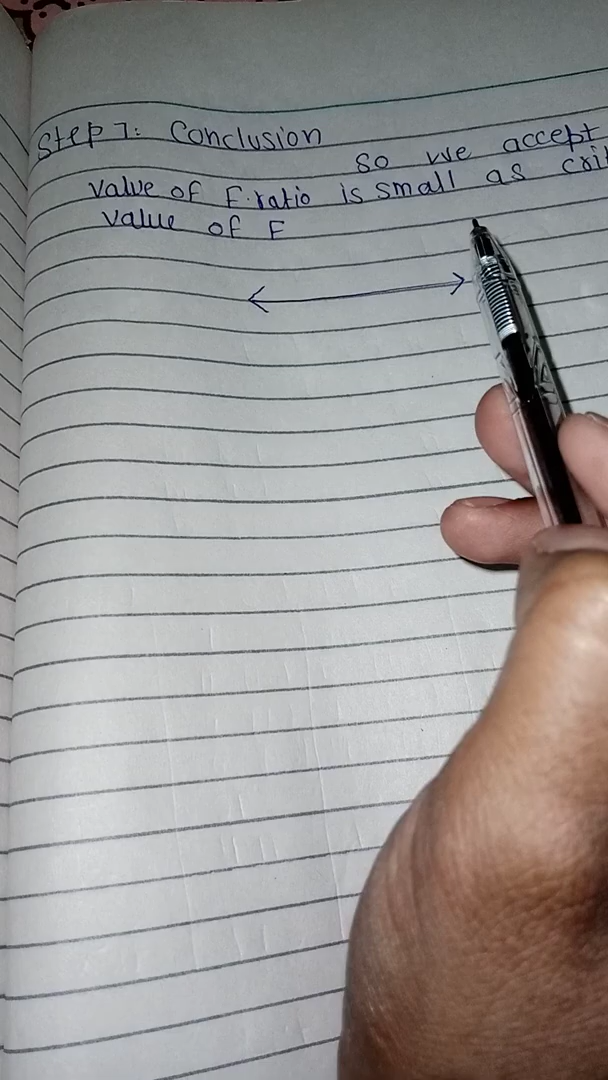 Step 7: Conclusion
So we accept
value of F.ratio is small as
value of F